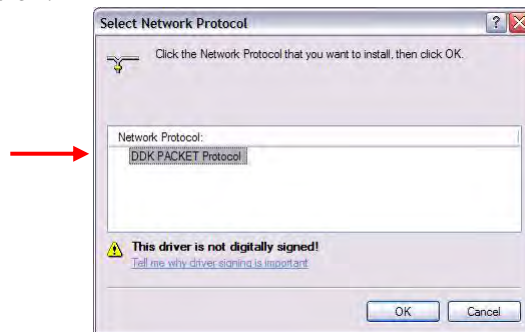 Select Network Protocol
Click the Network Protocol that you want to install, then click OK.
Network Protocol:
DDK PACKET Protocol
This driver is not digitally signed!
Tell me why driver signing is important
OK Cancel